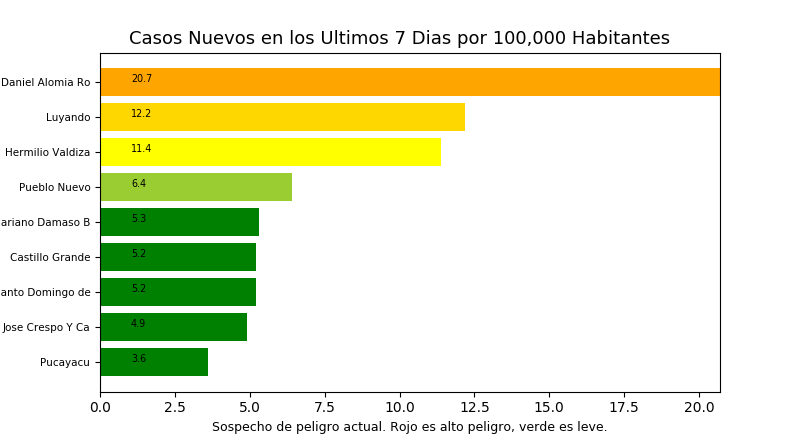 Casos Nuevos en los Ultimos 7 Dias por 100,000 Habitantes
Daniel Alomia Ro 20.7
Luyando 12.2
Hermilio Valdiza 11.4
Pueblo Nuevo 6.4
ariano Damaso B 5.3
Castillo Grande 5.2
anto Domingo de 5.2
Jose Crespo Y Ca 4.9
Pucayacu 3.6
0.0 2.5 5.0 7.5 10.0 12.5 15.0 17.5 20.0
Sospecho de peligro actual. Rojo es alto peligro, verde es leve.